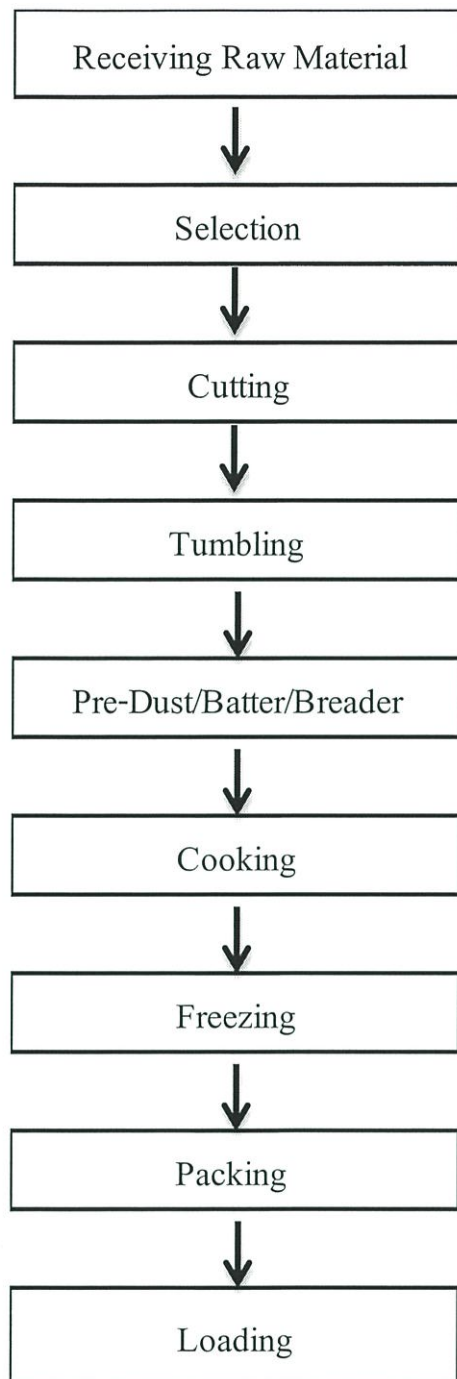 Receiving Raw Material
Selection
Cutting
Tumbling
Pre-Dust/Batter/Breader
Cooking
Freezing
Packing
Loading